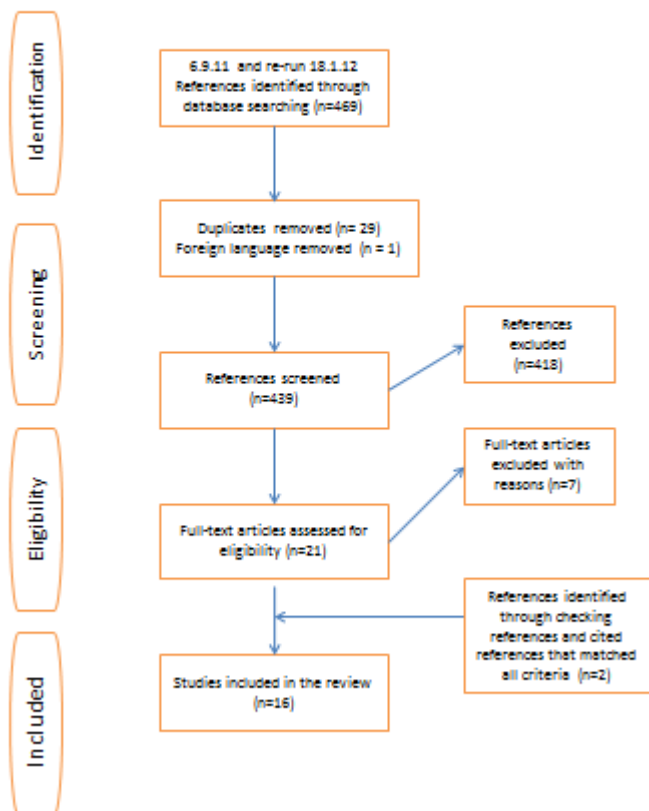 Identification
6.9.11 and re-run 18.1.12
References identified through
database searching (n=469)
Duplicates removed (n= 29)
Foreign language removed (n = 1)
Screening
References
excluded
(n=418)
References screened
(n=439)
Full-text articles
excluded with
reasons (n=7)
Eligibility
Full-text articles assessed for
eligibility (n=21)
References identified
through checking
references and cited
references that matched
all criteria (n=2)
Included
Studies included in the review
(n=16)